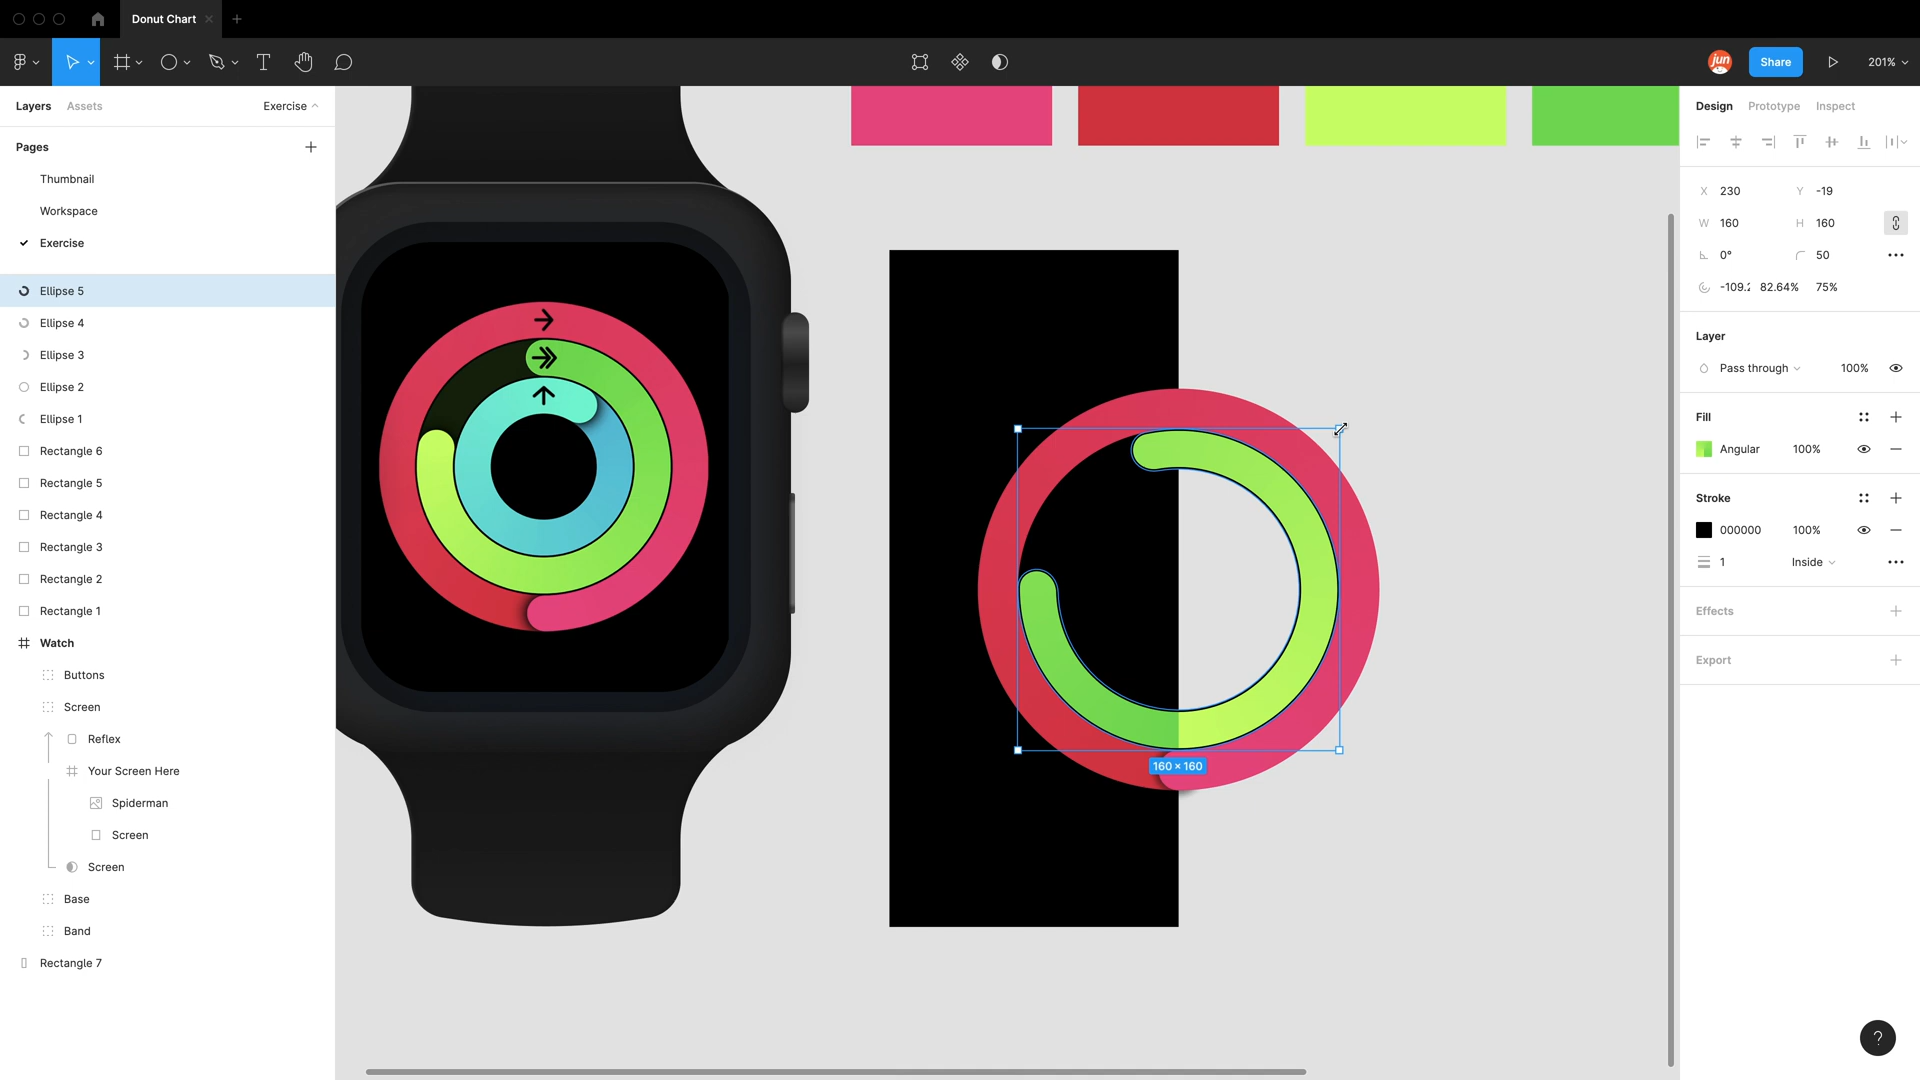 Donut Chart
jun
Share
201%
Layers
Assets
Exercise
Pages
Thumbnail
Workspace
Exercise
Ellipse 5
Ellipse 4
Ellipse 3
Ellipse 2
Ellipse 1
Rectangle 6
Rectangle 5
Rectangle 4
Rectangle 3
Rectangle 2
Rectangle 1
Watch
Buttons
Screen
Reflex
Your Screen Here
Spiderman
Screen
Screen
Base
Band
Rectangle 7
160 × 160
Design Prototype Inspect
X 230 Y -19
W 160 H 160
0° 50
-109.2 82.64% 75%
Layer
Pass through 100%
Fill
Angular 100%
Stroke
000000 100%
1 Inside
Effects
Export
?